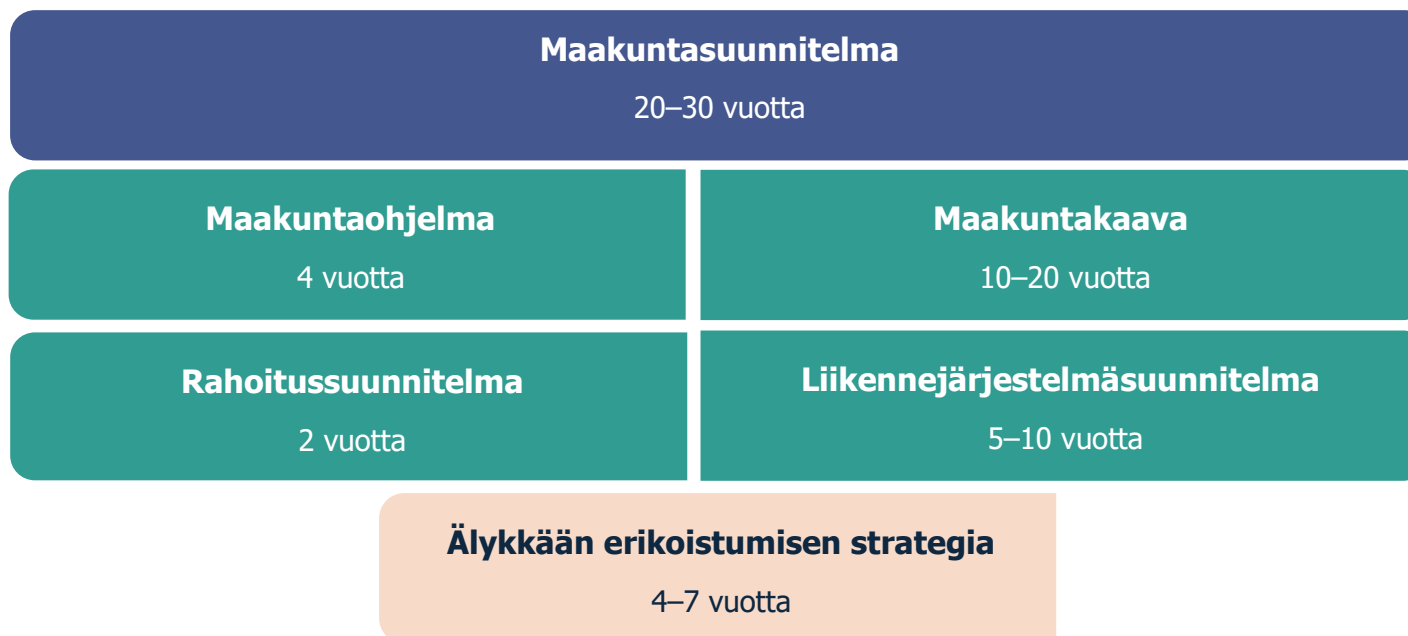 Maakuntasuunnitelma
20–30 vuotta
Maakuntaohjelma
4 vuotta
Maakuntakaava
10–20 vuotta
Rahoitussuunnitelma
2 vuotta
Liikennejärjestelmäsuunnitelma
5–10 vuotta
Älykkään erikoistumisen strategia
4–7 vuotta